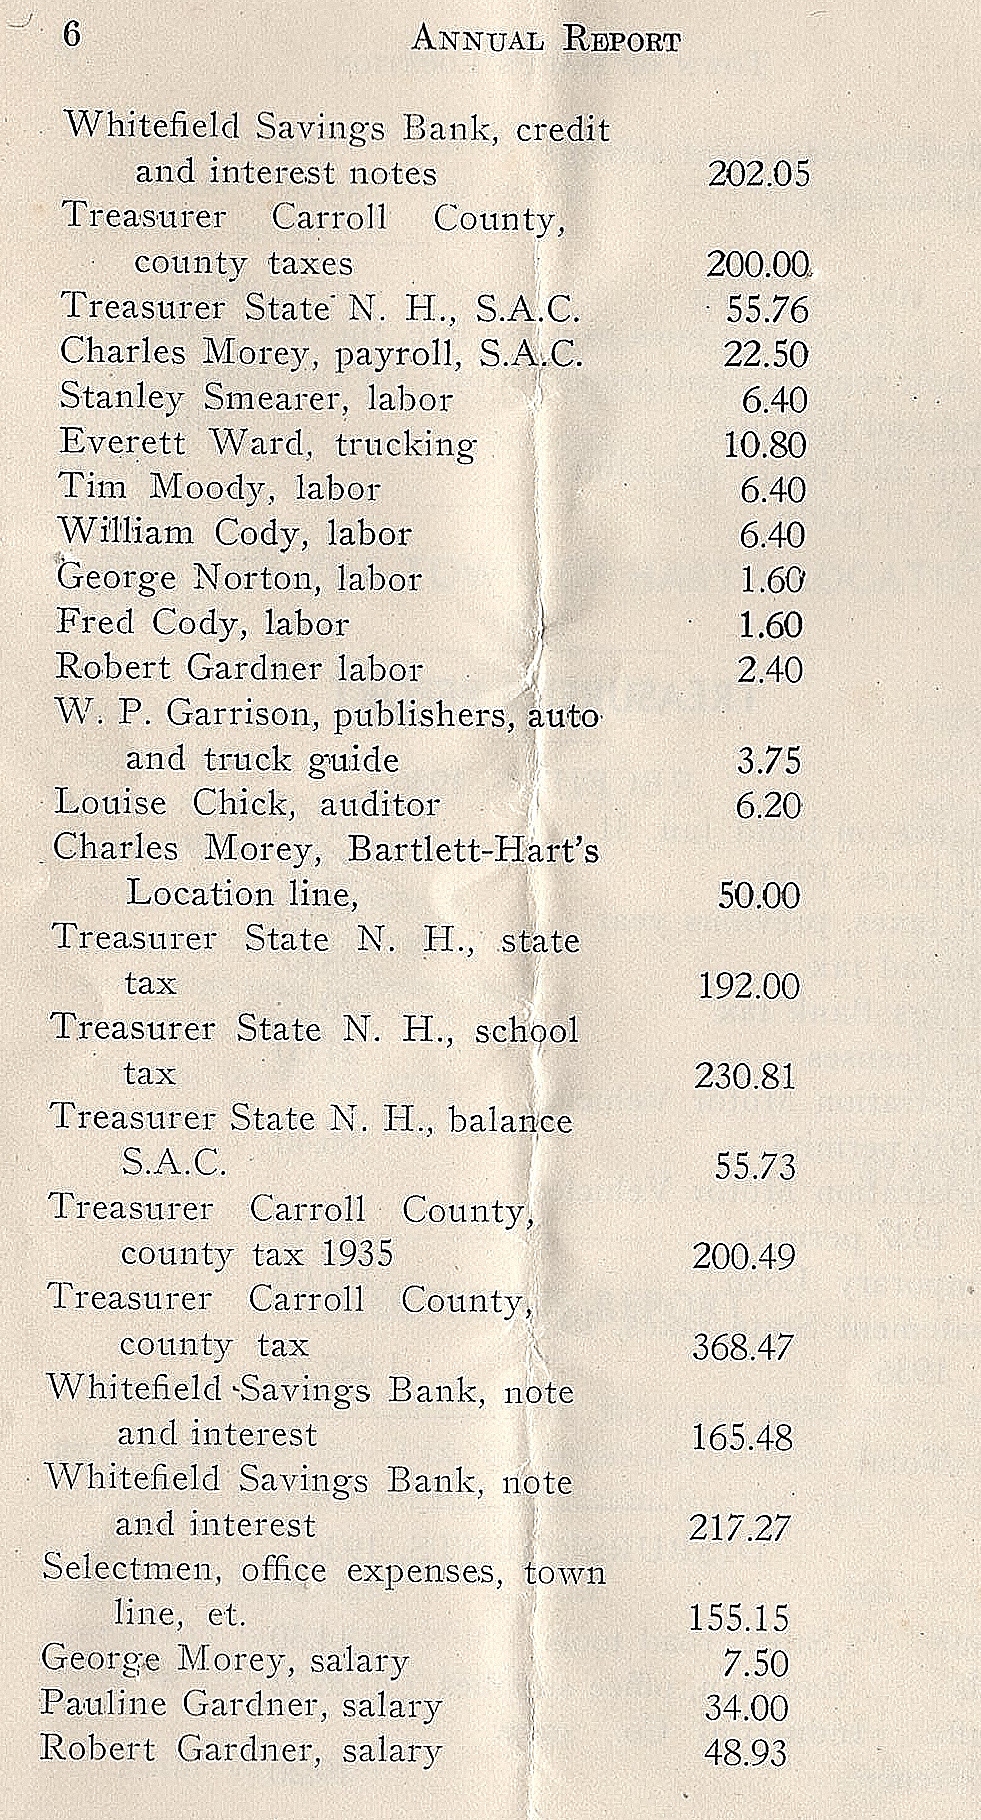 6 ANNUAL REPORT
Whitefield Savings Bank, credit
and interest notes 202.05
Treasurer Carroll County,
county taxes 200.00
Treasurer State N. H., S.A.C. 55.76
Charles Morey, payroll, S.A.C. 22.50
Stanley Smearer, labor 6.40
Everett Ward, trucking 10.80
Tim Moody, labor 6.40
William Cody, labor 6.40
George Norton, labor 1.60
Fred Cody, labor 1.60
Robert Gardner labor 2.40
W. P. Garrison, publishers, auto
and truck guide 3.75
Louise Chick, auditor 6.20
Charles Morey, Bartlett-Hart's
Location line, 50.00
Treasurer State N. H., state
tax 192.00
Treasurer State N. H., school
tax 230.81
Treasurer State N. H., balance
S.A.C. 55.73
Treasurer Carroll County,
county tax 1935 200.49
Treasurer Carroll County,
county tax 368.47
Whitefield Savings Bank, note
and interest 165.48
Whitefield Savings Bank, note
and interest 217.27
Selectmen, office expenses, town
line, et. 155.15
George Morey, salary 7.50
Pauline Gardner, salary 34.00
Robert Gardner, salary 48.93